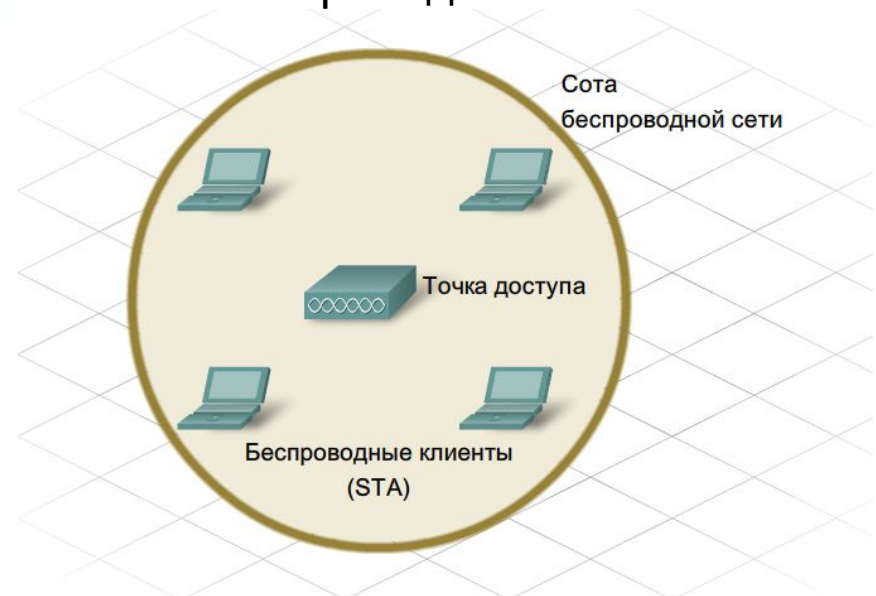 Сота
беспроводной сети
Точка доступа
Беспроводные клиенты
(STA)